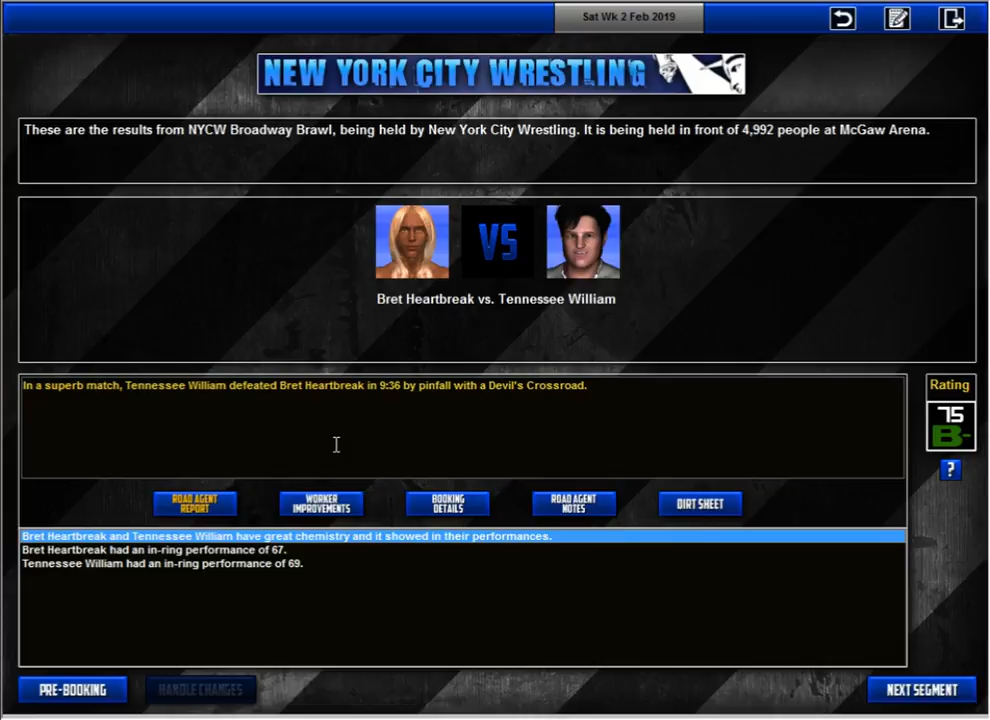 Sat Wk 2 Feb 2019
NEW YORK CITY WRESTLING
These are the results from NYCW Broadway Brawl, being held by New York City Wrestling. It is being held in front of 4,992 people at McGaw Arena.
VS
Bret Heartbreak vs. Tennessee William
In a superb match, Tennessee William defeated Bret Heartbreak in 9:36 by pinfall with a Devil's Crossroad.
Rating
75
B-
?
ROAD AGENT REPORT
WORKER IMPROVEMENTS
BOOKING DETAILS
ROAD AGENT NOTES
DIRT SHEET
Bret Heartbreak and Tennessee William have great chemistry and it showed in their performances.
Bret Heartbreak had an in-ring performance of 67.
Tennessee William had an in-ring performance of 69.
PRE-BOOKING
HANDLE CHANGES
NEXT SEGMENT